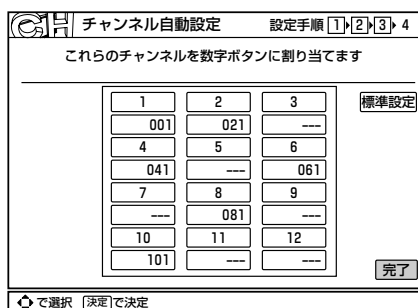 CH チャンネル自動設定 設定手順 1 2 3 4
これらのチャンネルを数字ボタンに割り当てます
標準設定
1 2 3
001 021 ---
4 5 6
041 --- 061
7 8 9
--- 081 ---
10 11 12
101 --- ---
完了
で選択 決定で決定